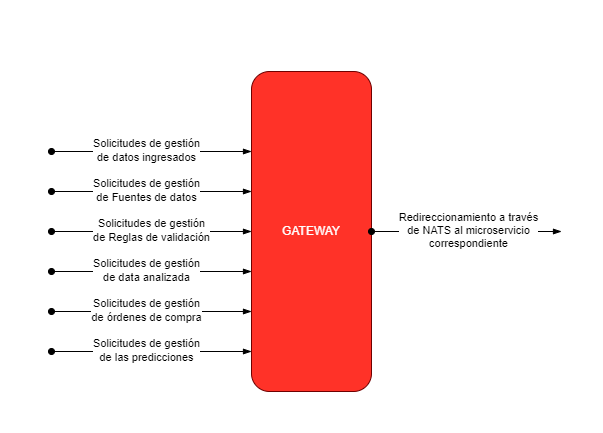 Solicitudes de gestión
de datos ingresados
Solicitudes de gestión
de Fuentes de datos
Solicitudes de gestión
de Reglas de validación
Solicitudes de gestión
de data analizada
Solicitudes de gestión
de órdenes de compra
Solicitudes de gestión
de las predicciones
GATEWAY
Redireccionamiento a través
de NATS al microservicio
correspondiente